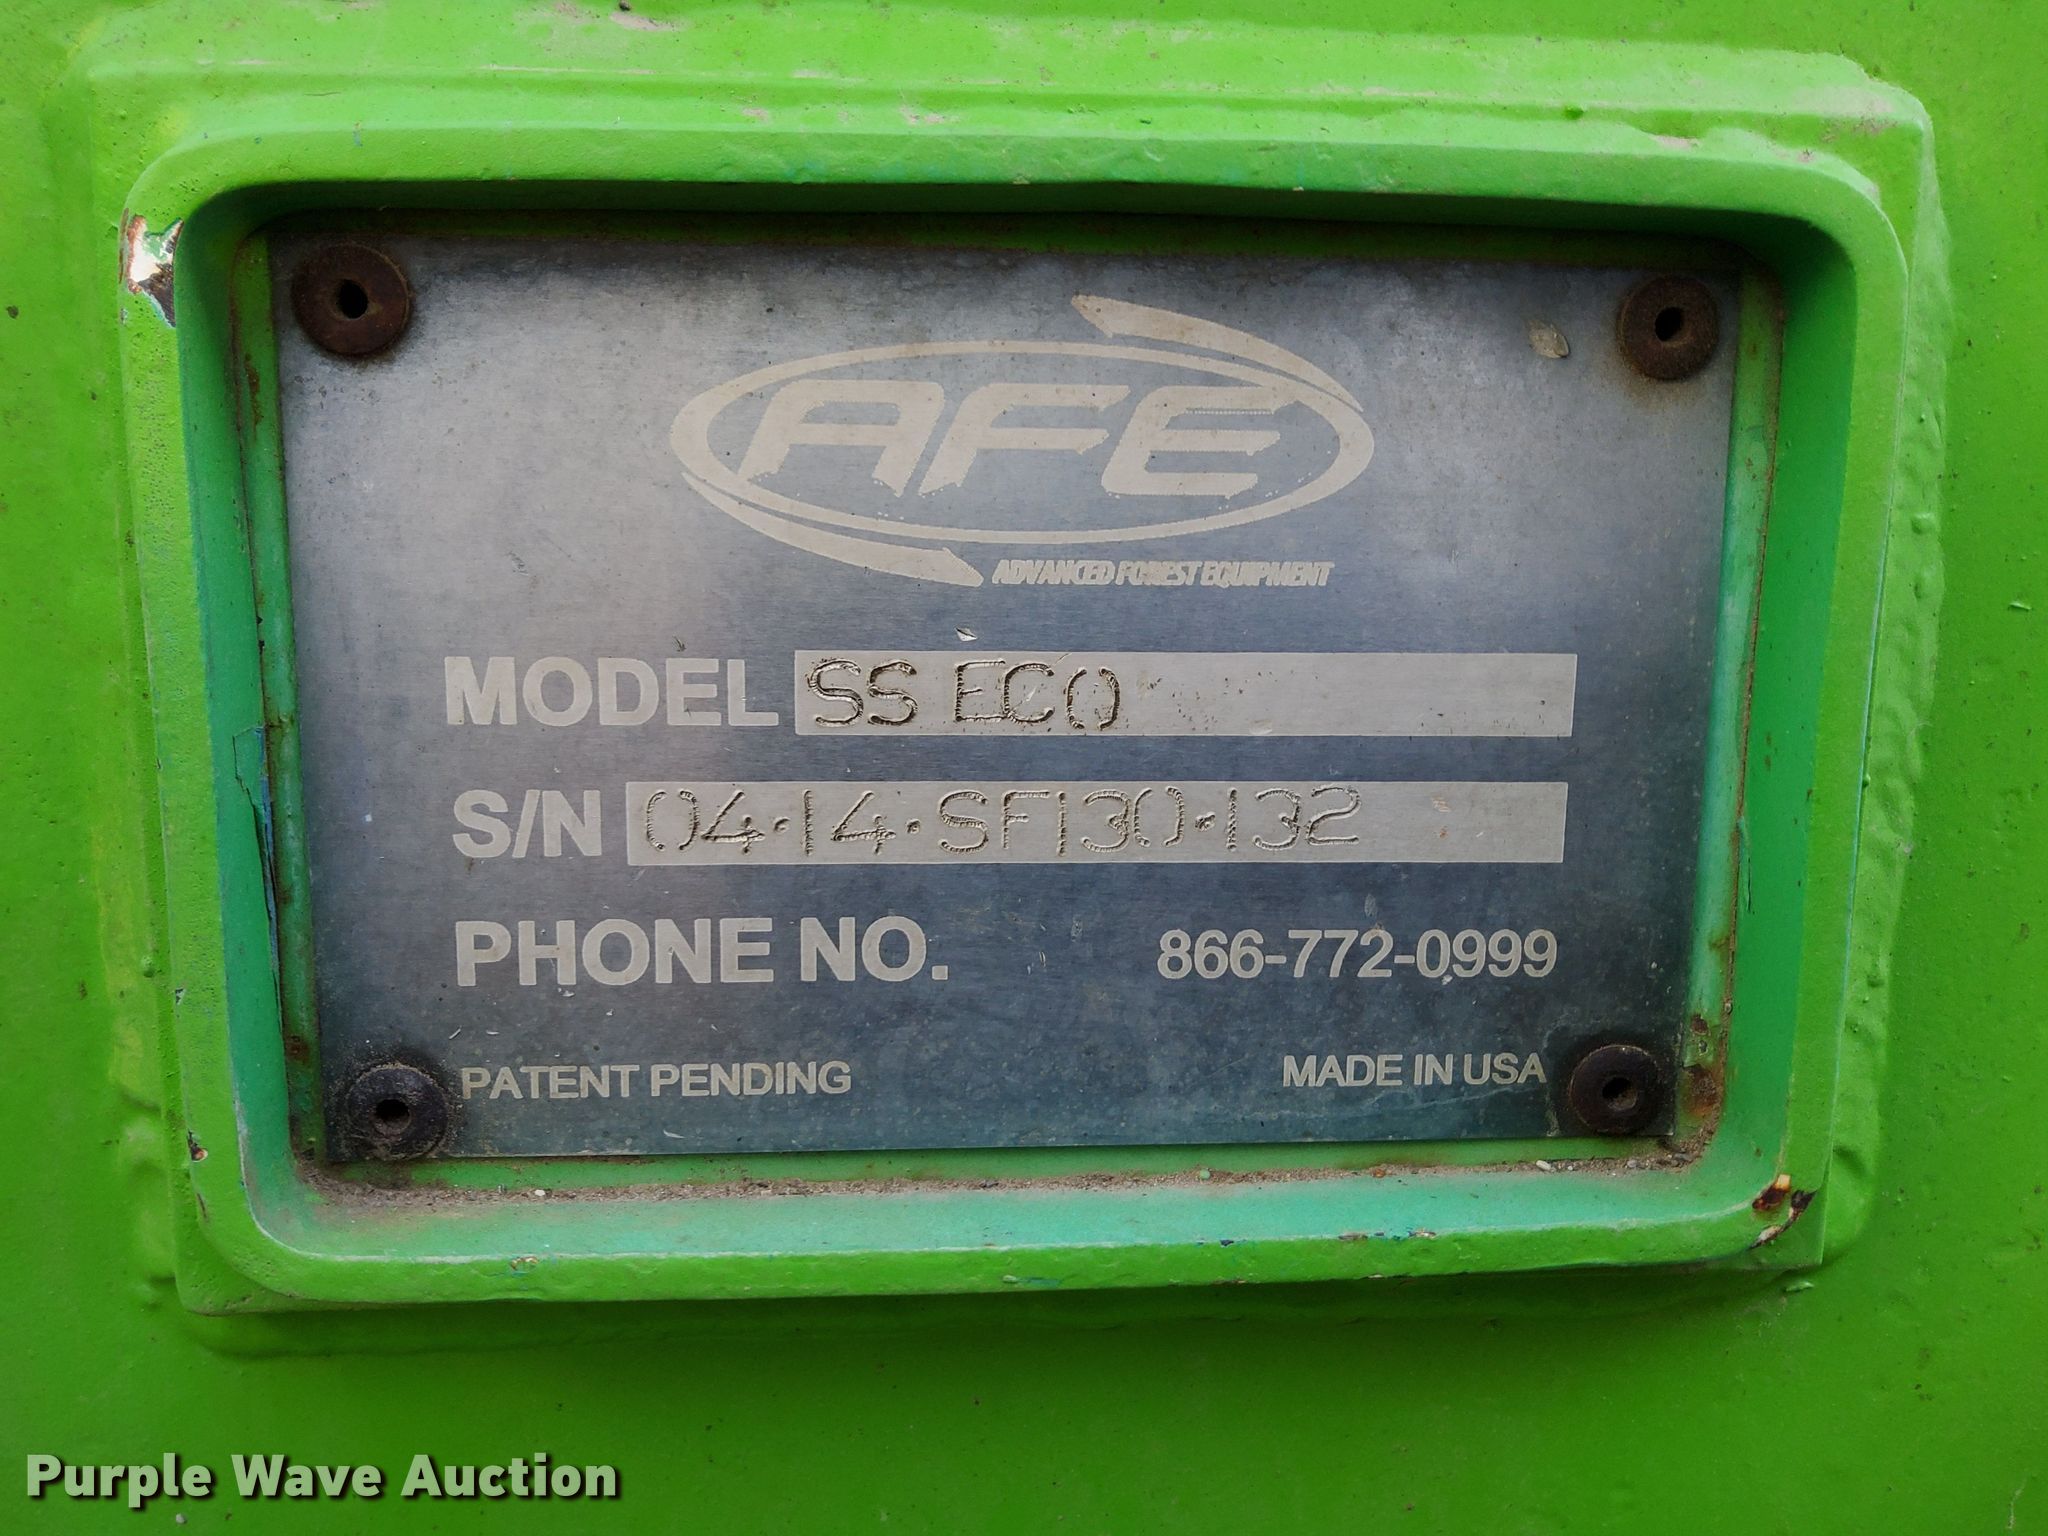 AFE
ADVANCED FOREST EQUIPMENT
MODEL SS ECO
S/N 04·14·SF130·132
PHONE NO. 866-772-0999
PATENT PENDING MADE IN USA
Purple Wave Auction